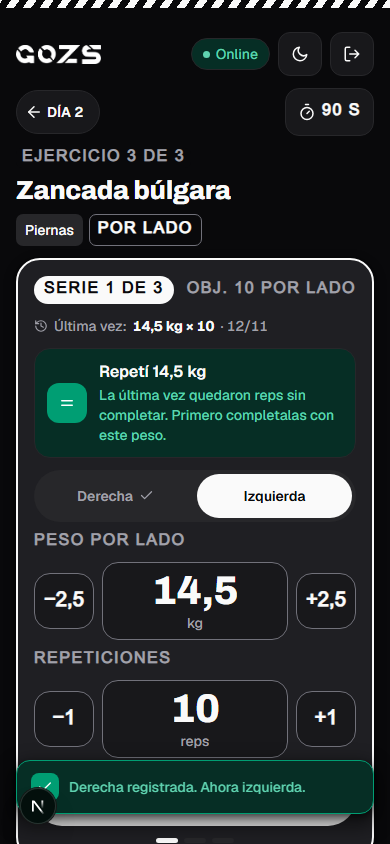 GOZS
Online
DÍA 2
90 S
EJERCICIO 3 DE 3
Zancada búlgara
Piernas
POR LADO
SERIE 1 DE 3
OBJ. 10 POR LADO
Última vez: 14,5 kg × 10 · 12/11
Repetí 14,5 kg
La última vez quedaron reps sin
completar. Primero completalas con
este peso.
Derecha
Izquierda
PESO POR LADO
−2,5
14,5
kg
+2,5
REPETICIONES
−1
10
reps
+1
Derecha registrada. Ahora izquierda.
N